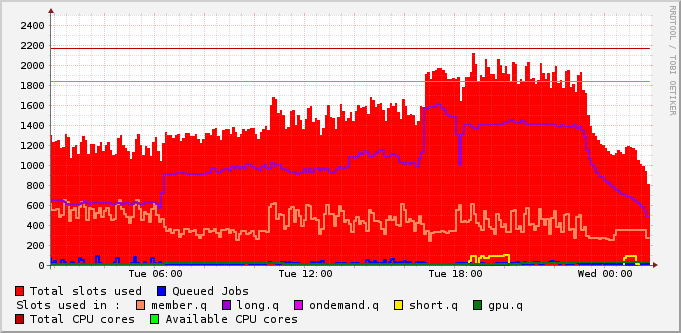 RRDTOOL / TOBI OETIKER
2400
2200
2000
1800
1600
1400
1200
1000
800
600
400
200
0
Tue 06:00 Tue 12:00 Tue 18:00 Wed 00:00
Total slots used Queued Jobs
Slots used in : member.q long.q ondemand.q short.q gpu.q
Total CPU cores Available CPU cores